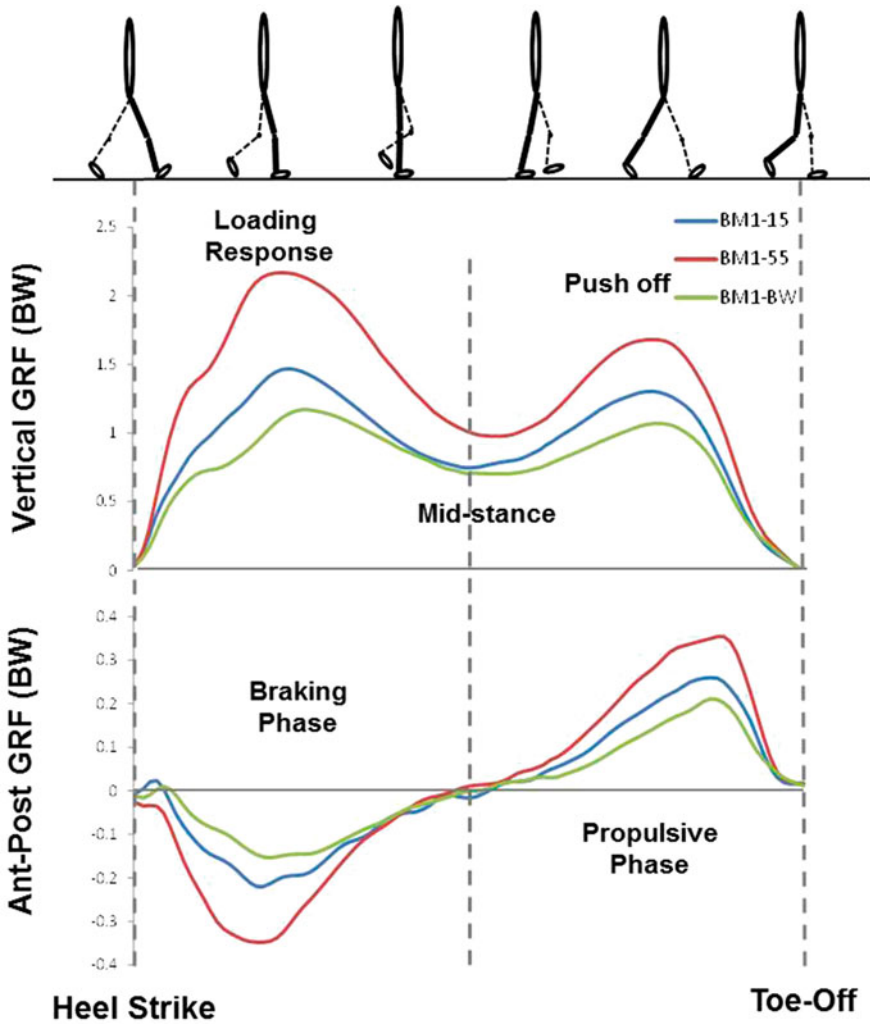 Vertical GRF (BW)
2.5
2
1.5
1
0.5
0
Loading
Response
Push off
BM1-15
BM1-55
BM1-BW
Mid-stance
Ant-Post GRF (BW)
0.4
0.3
0.2
0.1
0
-0.1
-0.2
-0.3
-0.4
Braking
Phase
Propulsive
Phase
Heel Strike
Toe-Off